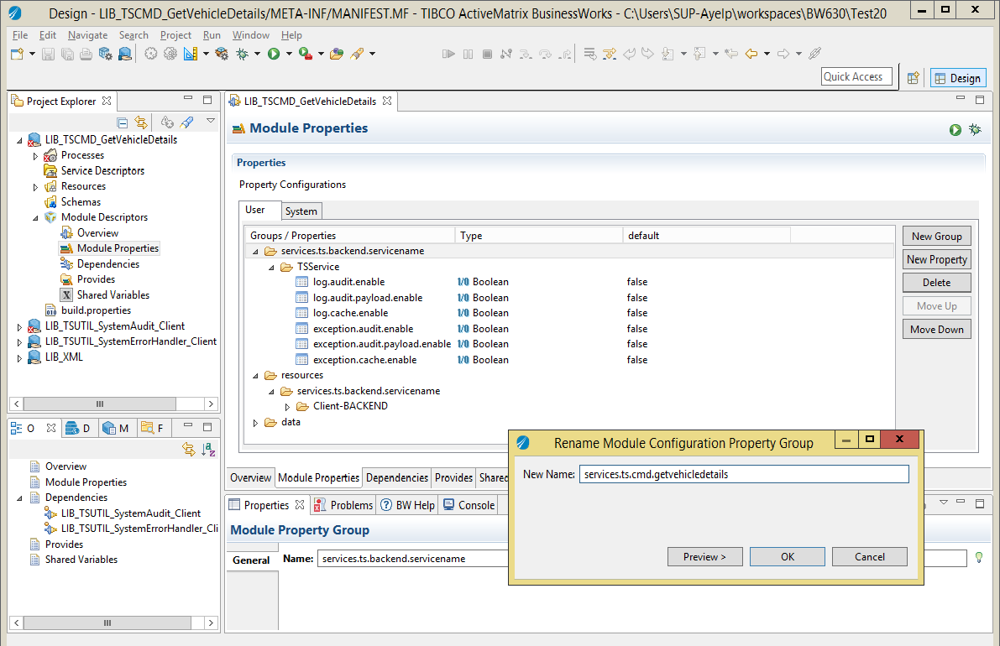 Design - LIB_TSCMD_GetVehicleDetails/META-INF/MANIFEST.MF - TIBCO ActiveMatrix BusinessWorks - C:\Users\SUP-Ayelp\workspaces\BW630\Test20
File Edit Navigate Search Project Run Window Help
Quick Access
Design
Project Explorer
LIB_TSCMD_GetVehicleDetails
Processes
Service Descriptors
Resources
Schemas
Module Descriptors
Overview
Module Properties
Dependencies
Provides
Shared Variables
build.properties
LIB_TSUTIL_SystemAudit_Client
LIB_TSUTIL_SystemErrorHandler_Client
LIB_XML
O D M F
Overview
Module Properties
Dependencies
LIB_TSUTIL_SystemAudit_Client
LIB_TSUTIL_SystemErrorHandler_Cli
Provides
Shared Variables
LIB_TSCMD_GetVehicleDetails
Module Properties
Properties
Property Configurations
User System
Groups / Properties Type default
services.ts.backend.servicename
TSService
log.audit.enable 1/0 Boolean false
log.audit.payload.enable 1/0 Boolean false
log.cache.enable 1/0 Boolean false
exception.audit.enable 1/0 Boolean false
exception.audit.payload.enable 1/0 Boolean false
exception.cache.enable 1/0 Boolean false
resources
services.ts.backend.servicename
Client-BACKEND
data
New Group
New Property
Delete
Move Up
Move Down
Overview Module Properties Dependencies Provides Shared
Properties Problems BW Help Console
Module Property Group
General
Name: services.ts.backend.servicename
Rename Module Configuration Property Group
New Name: services.ts.cmd.getvehicledetails
Preview > OK Cancel